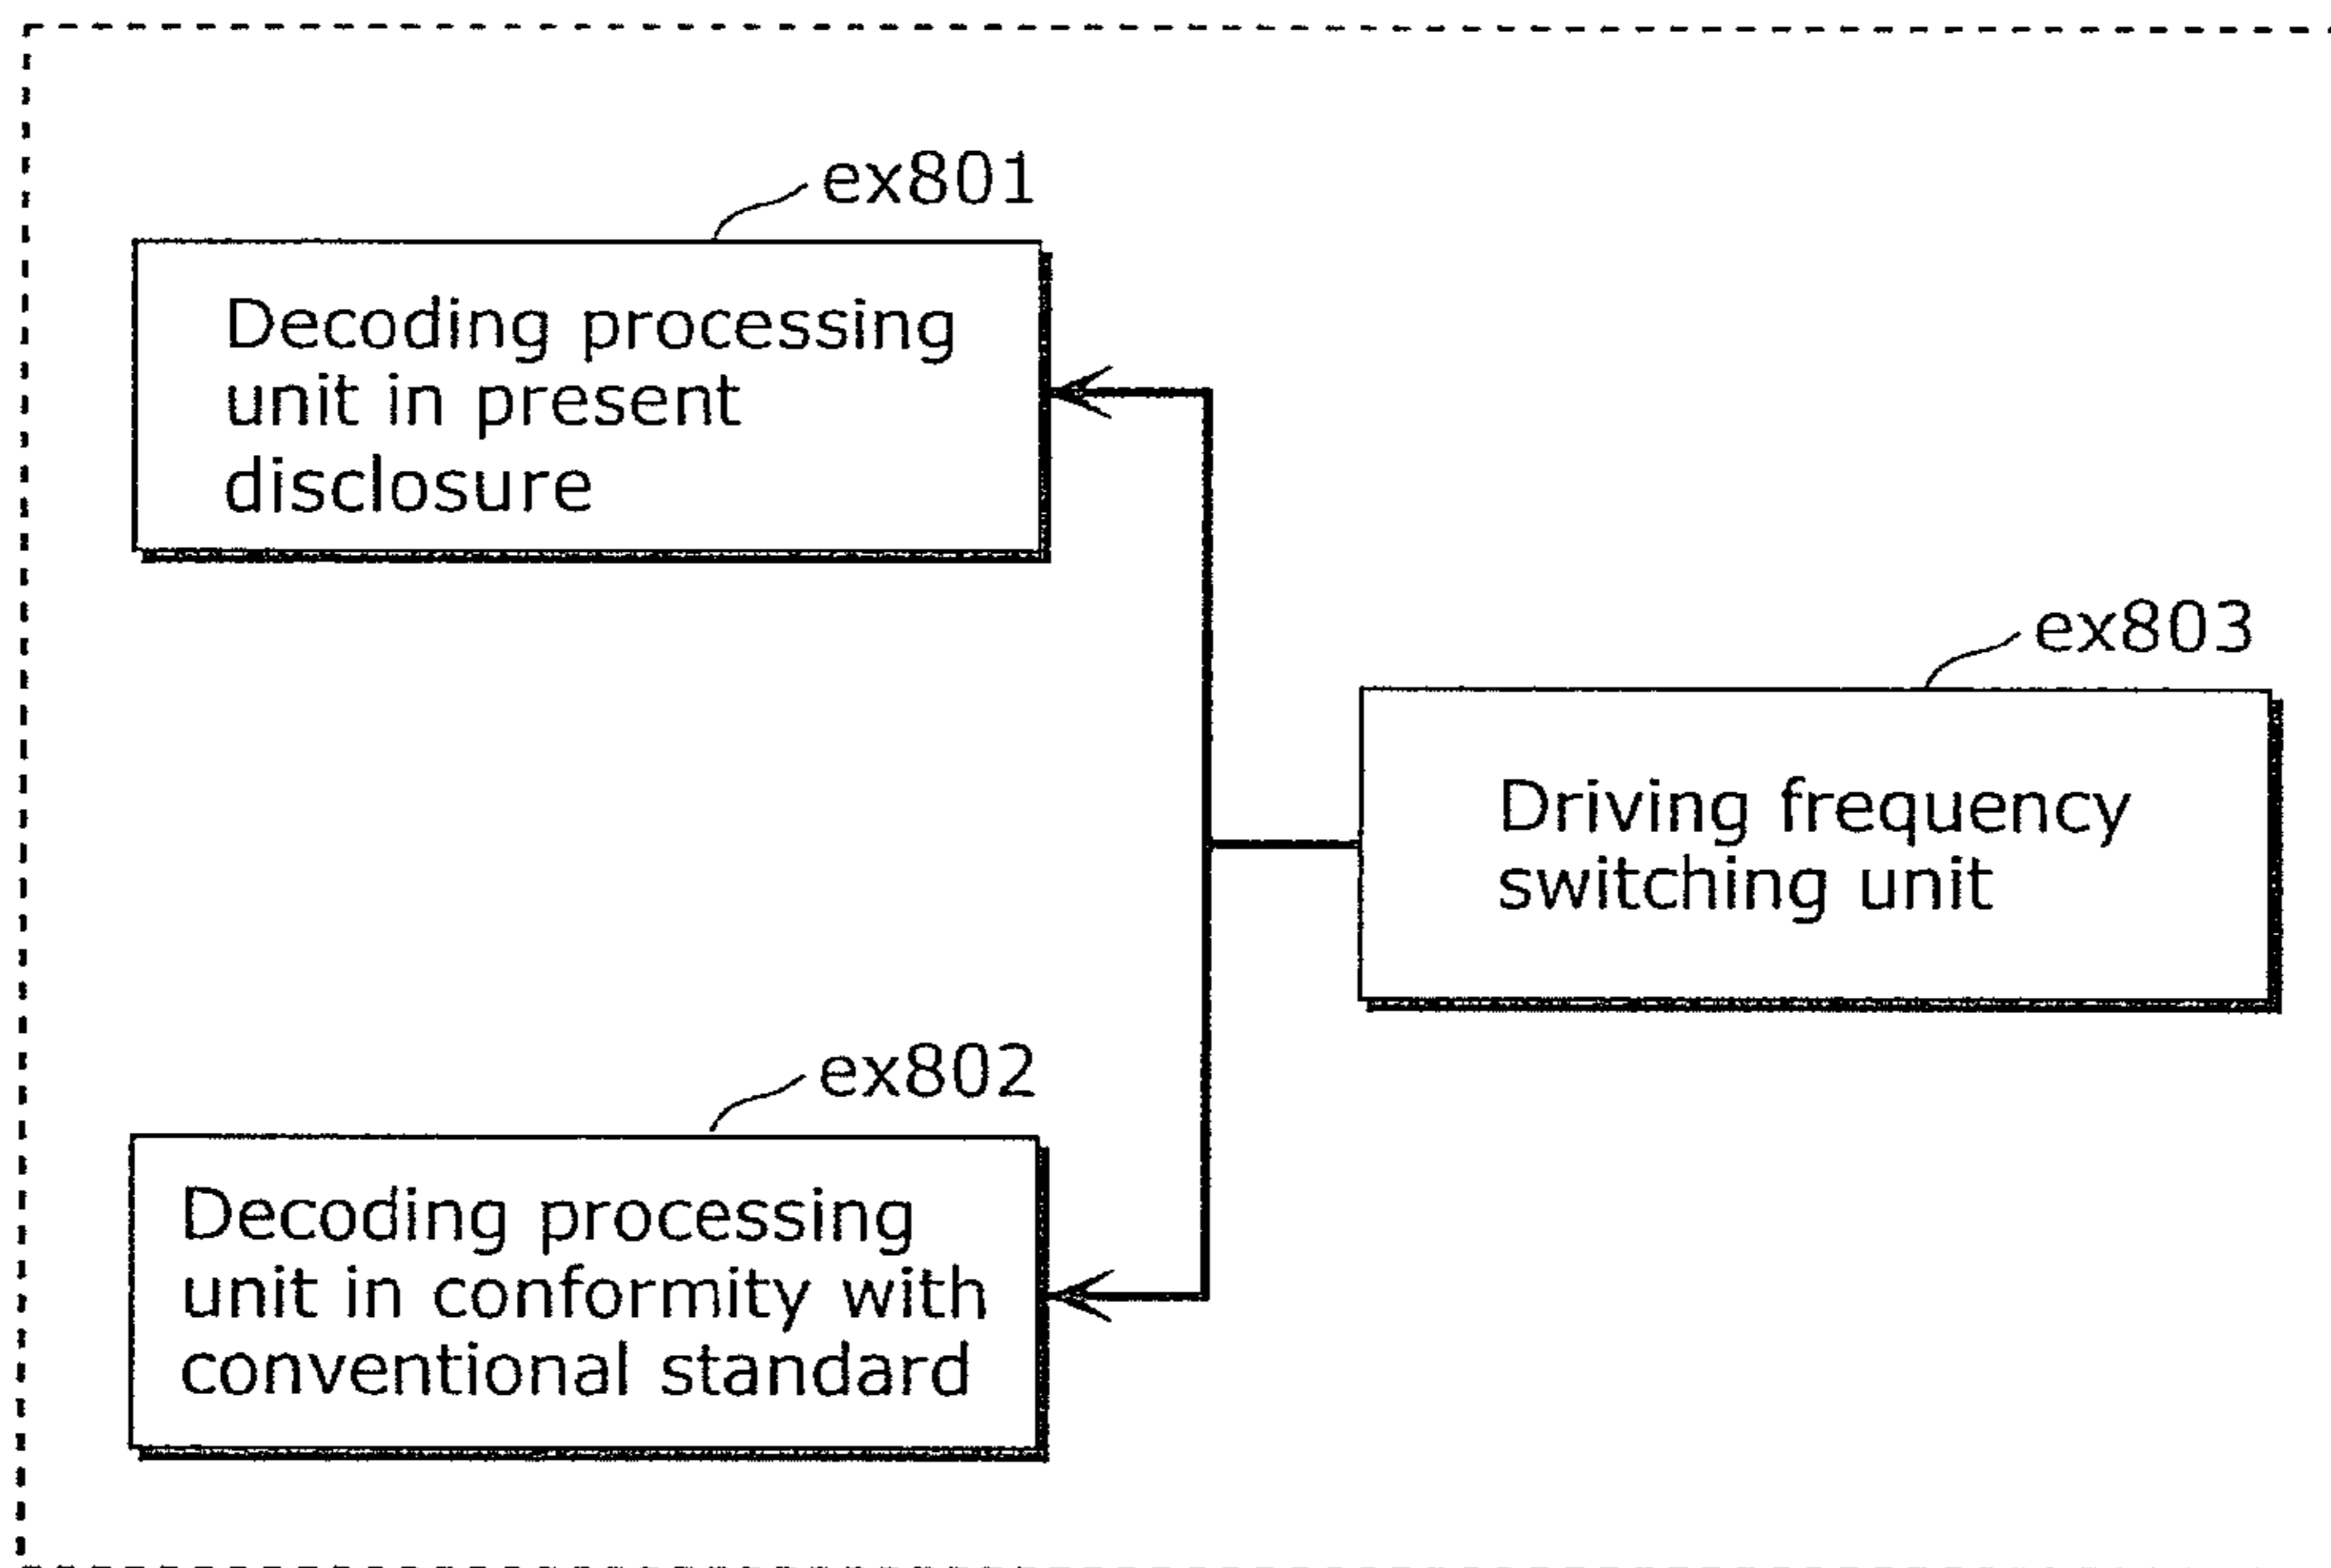 ex801
Decoding processing
unit in present
disclosure
ex803
Driving frequency
switching unit
ex802
Decoding processing
unit in conformity with
conventional standard